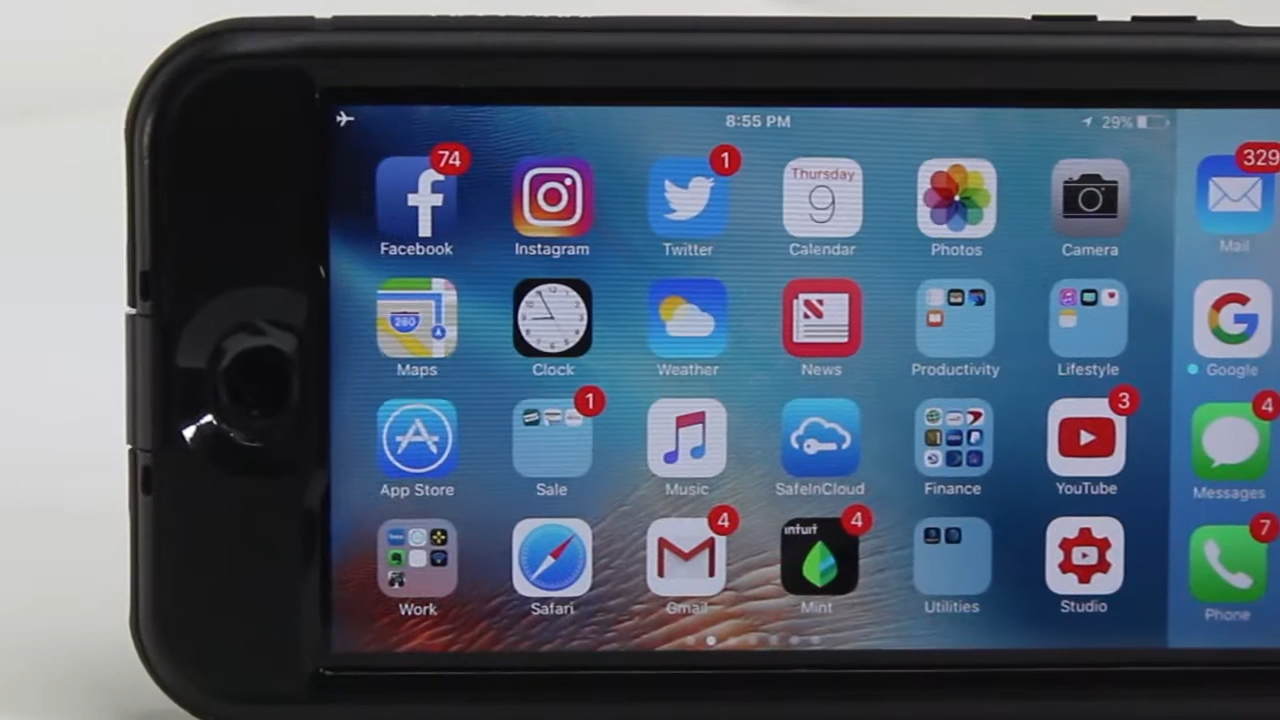 8:55 PM 29%
74 1 329
Thursday
9
Facebook Instagram Twitter Calendar Photos Camera Mail
280
Maps Clock Weather News Productivity Lifestyle Google
1 3 4
App Store Sale Music SafeInCloud Finance YouTube Messages
4 4 7
intuit
Work Safari Gmail Mint Utilities Studio Phone